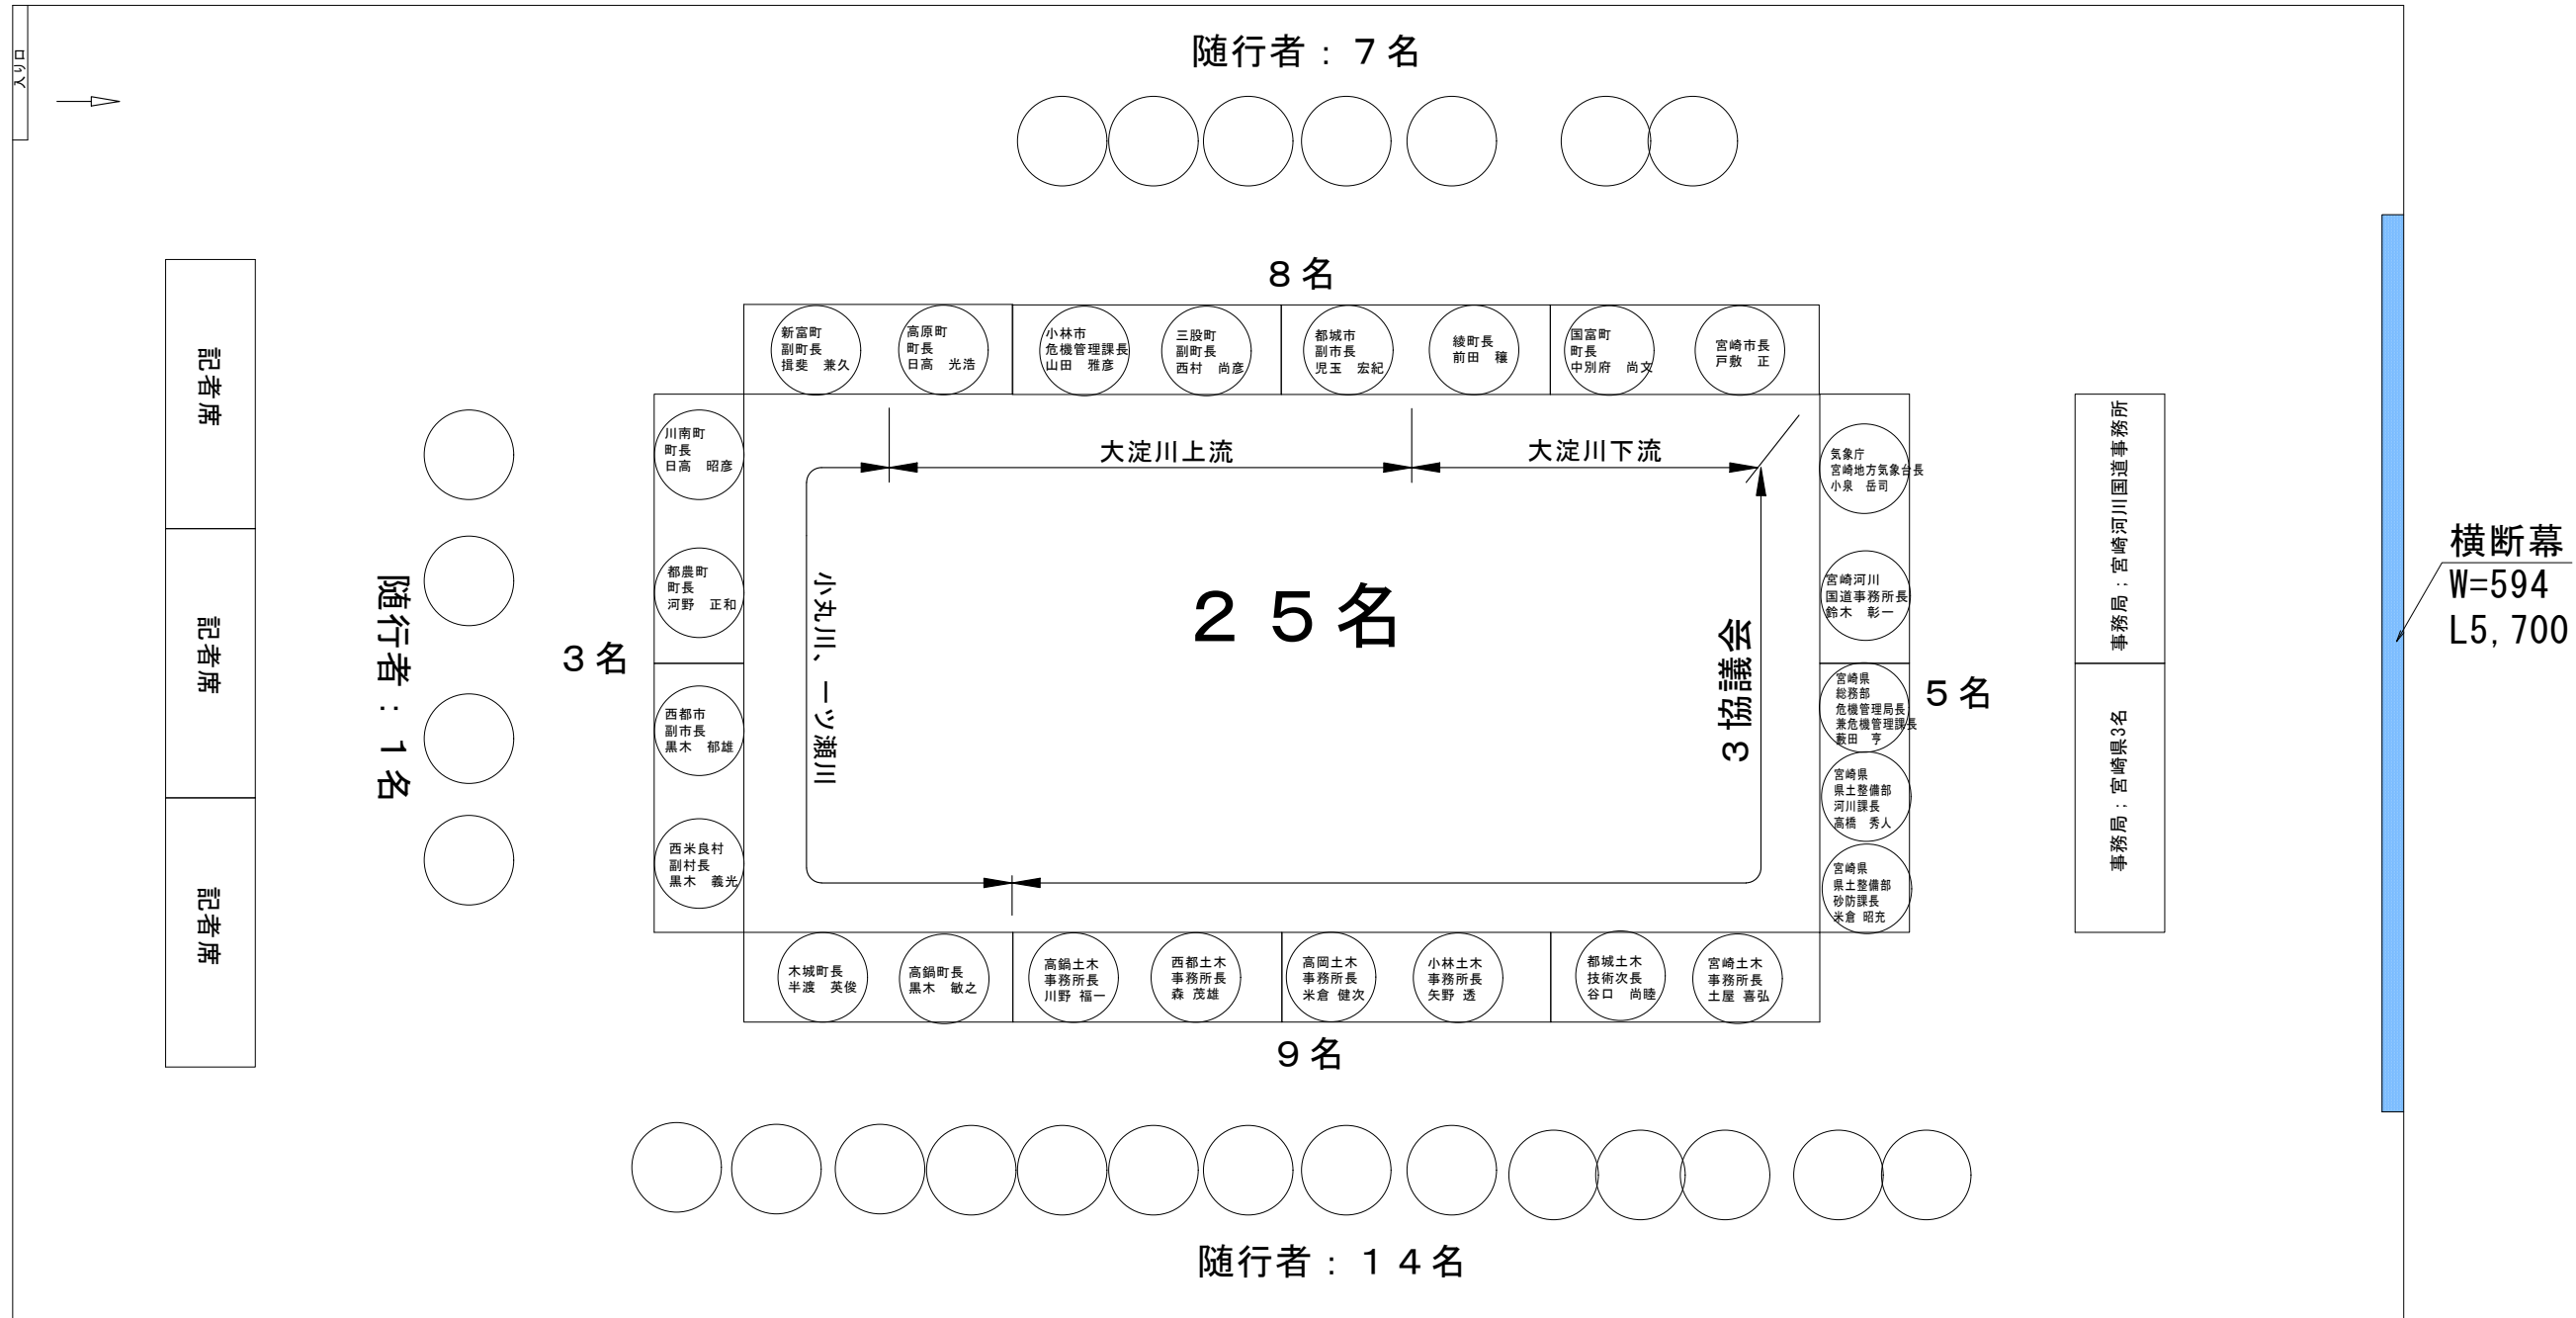 入り口
随行者：７名
８名
新富町
副町長
揖斐　兼久
高原町
町長
日高　光浩
小林市
危機管理課長
山田　雅彦
三股町
副町長
西村　尚彦
都城市
副市長
児玉　宏紀
綾町長
前田　穰
国富町
町長
中別府　尚文
宮崎市長
戸敷　正
記者席
記者席
記者席
随行者：１名
３名
川南町
町長
日高　昭彦
都農町
町長
河野　正和
西都市
副市長
黒木　郁雄
西米良村
副村長
黒木　義光
大淀川上流
大淀川下流
小丸川、一ツ瀬川
２５名
３協議会
気象庁
宮崎地方気象台長
小泉　岳司
宮崎河川
国道事務所長
鈴木　彰一
宮崎県
総務部
危機管理局長
兼危機管理課長
藪田　亨
宮崎県
県土整備部
河川課長
高橋　秀人
宮崎県
県土整備部
砂防課長
米倉 昭充
５名
事務局；宮崎河川国道事務所
事務局；宮崎県3名
横断幕
W=594
L5,700
木城町長
半渡　英俊
高鍋町長
黒木　敏之
高鍋土木
事務所長
川野 福一
西都土木
事務所長
森 茂雄
高岡土木
事務所長
米倉 健次
小林土木
事務所長
矢野 透
都城土木
技術次長
谷口　尚睦
宮崎土木
事務所長
土屋 喜弘
９名
随行者：１４名